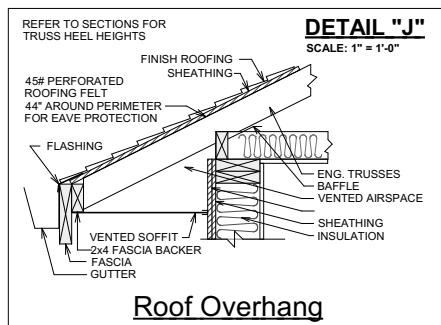 REFER TO SECTIONS FOR
TRUSS HEEL HEIGHTS
DETAIL "J"
SCALE: 1" = 1'-0"
FINISH ROOFING
SHEATHING
45# PERFORATED
ROOFING FELT
44" AROUND PERIMETER
FOR EAVE PROTECTION
FLASHING
ENG. TRUSSES
BAFFLE
VENTED AIRSPACE
SHEATHING
INSULATION
VENTED SOFFIT
2x4 FASCIA BACKER
FASCIA
GUTTER
Roof Overhang